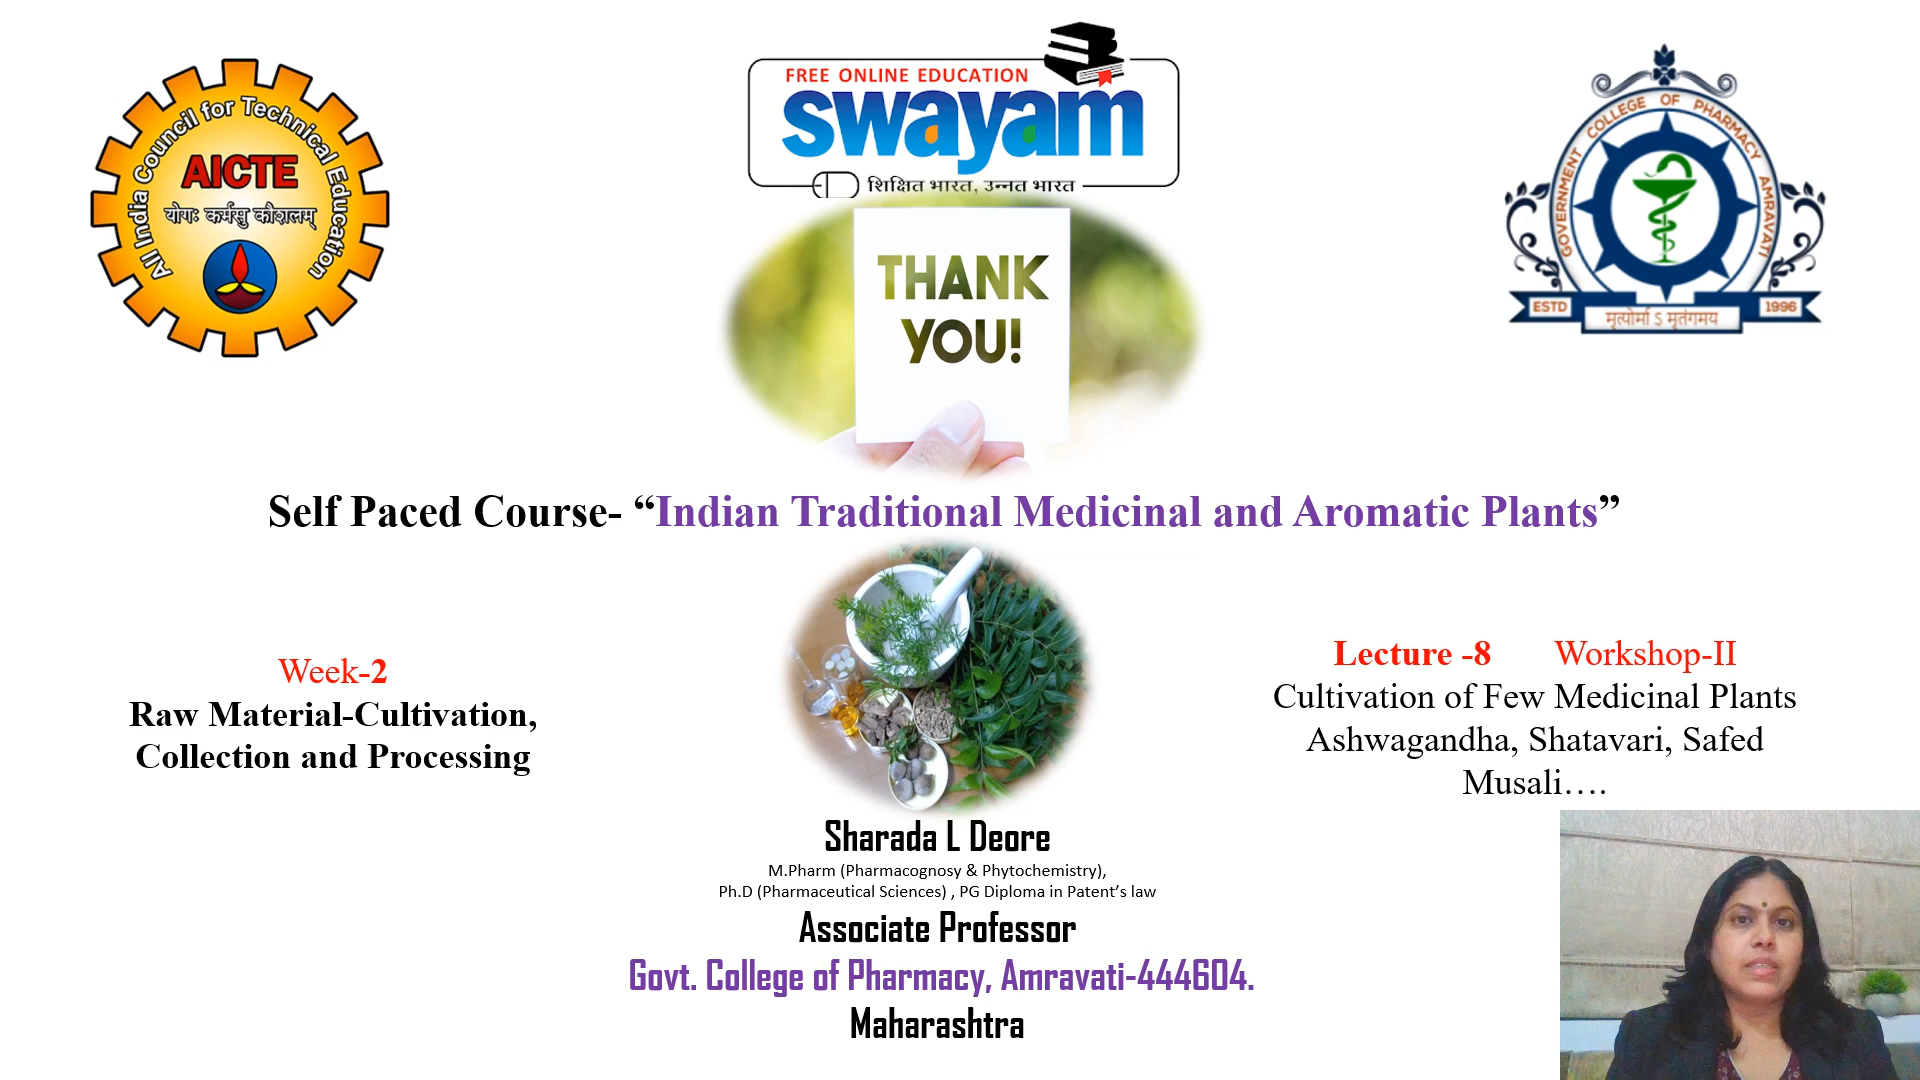 All India Council for Technical Education
AICTE
योगः कर्मसु कौशलम्
FREE ONLINE EDUCATION
swayam
शिक्षित भारत, उन्नत भारत
GOVERNMENT COLLEGE OF PHARMACY AMRAVATI
ESTD
1996
मृत्योर्मा ऽ मृतंगमय
THANK
YOU!
Self Paced Course- “Indian Traditional Medicinal and Aromatic Plants”
Week-2
Raw Material-Cultivation,
Collection and Processing
Lecture -8 Workshop-II
Cultivation of Few Medicinal Plants
Ashwagandha, Shatavari, Safed
Musali….
Sharada L Deore
M.Pharm (Pharmacognosy & Phytochemistry),
Ph.D (Pharmaceutical Sciences) , PG Diploma in Patent’s law
Associate Professor
Govt. College of Pharmacy, Amravati-444604.
Maharashtra